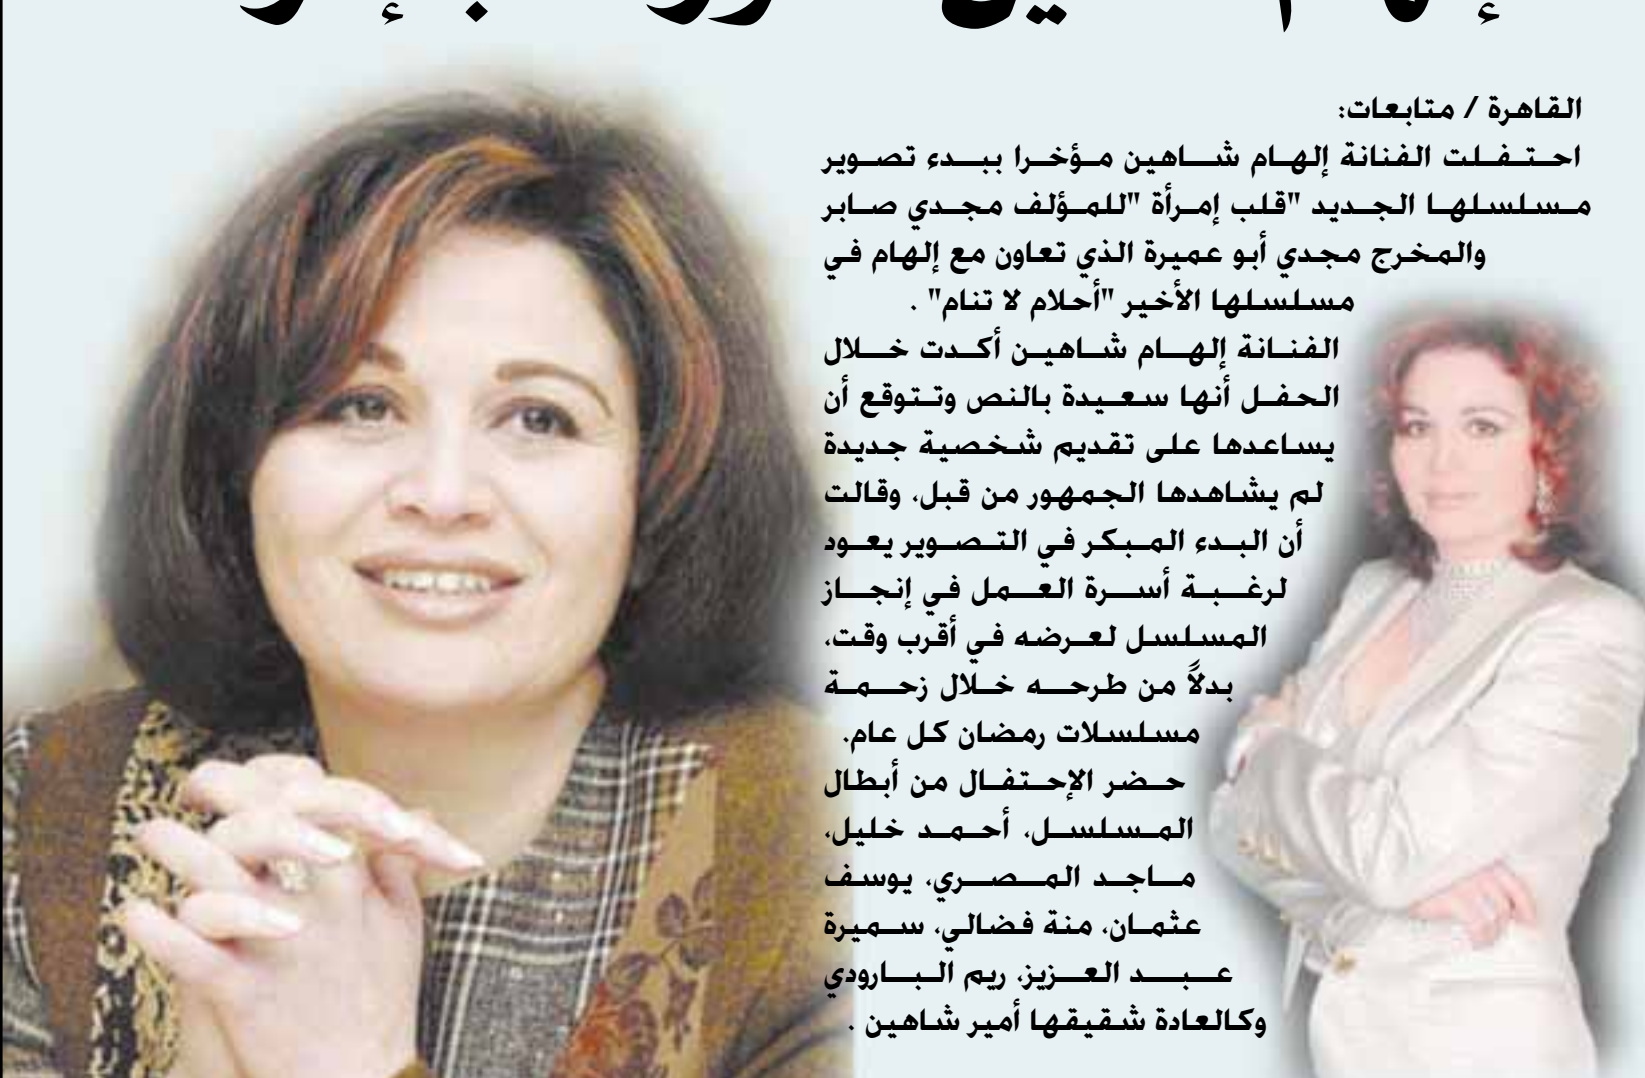 القاهرة / متابعات:
احتفلت الفنانة إلهام شاهين مؤخرا ببدء تصوير
مسلسلها الجديد "قلب إمرأة "للمؤلف مجدي صابر
والمخرج مجدي أبو عميرة الذي تعاون مع إلهام في
مسلسلها الأخير "أحلام لا تنام" .
الفنانة إلهام شاهين أكدت خلال
الحفل أنها سعيدة بالنص وتتوقع أن
يساعدها على تقديم شخصية جديدة
لم يشاهدها الجمهور من قبل، وقالت
أن البدء المبكر في التصوير يعود
لرغبة أسرة العمل في إنجاز
المسلسل لعرضه في أقرب وقت،
بدلاً من طرحه خلال زحمة
مسلسلات رمضان كل عام.
حضر الإحتفال من أبطال
المسلسل، أحمد خليل،
ماجد المصري، يوسف
عثمان، منة فضالي، سميرة
عبد العزيز، ريم البارودي
وكالعادة شقيقها أمير شاهين .